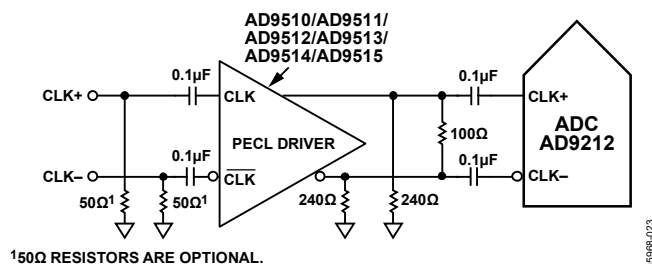 AD9510/AD9511/
AD9512/AD9513/
AD9514/AD9515
0.1µF
0.1µF
CLK+
CLK
CLK+
ADC
AD9212
PECL DRIVER
100Ω
0.1µF
0.1µF
CLK–
CLK
CLK–
50Ω1
50Ω1
240Ω
240Ω
150Ω RESISTORS ARE OPTIONAL.
5968-023